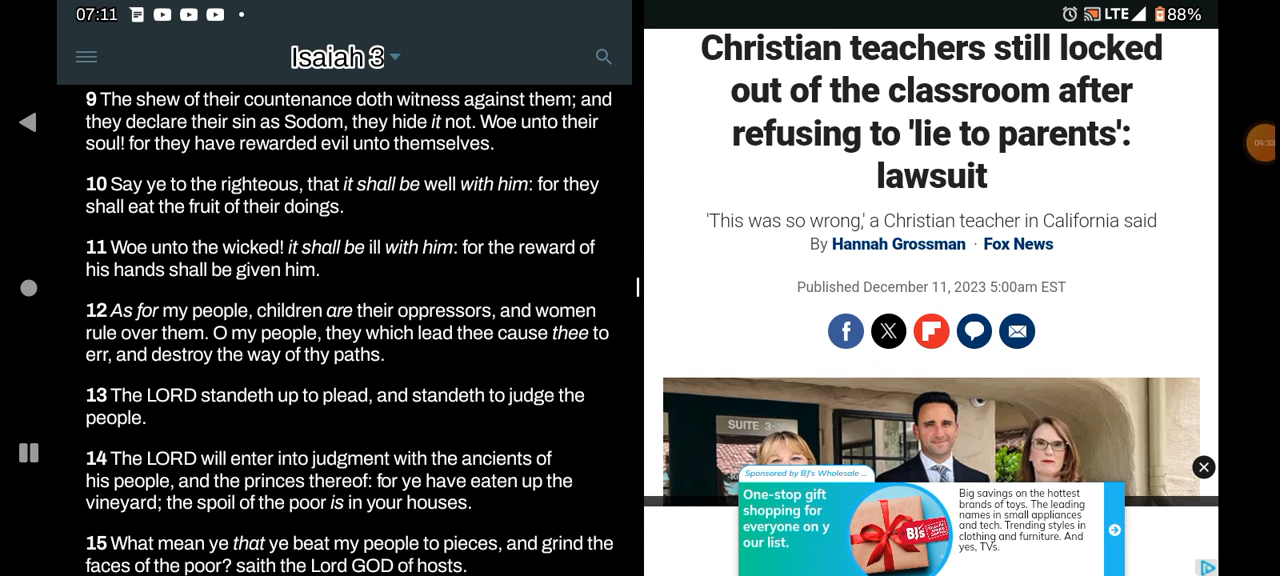 07:11
Isaiah 3
9 The shew of their countenance doth witness against them; and
they declare their sin as Sodom, they hide it not. Woe unto their
soul! for they have rewarded evil unto themselves.
10 Say ye to the righteous, that it shall be well with him: for they
shall eat the fruit of their doings.
11 Woe unto the wicked! it shall be ill with him: for the reward of
his hands shall be given him.
12 As for my people, children are their oppressors, and women
rule over them. O my people, they which lead thee cause thee to
err, and destroy the way of thy paths.
13 The LORD standeth up to plead, and standeth to judge the
people.
14 The LORD will enter into judgment with the ancients of
his people, and the princes thereof: for ye have eaten up the
vineyard; the spoil of the poor is in your houses.
15 What mean ye that ye beat my people to pieces, and grind the
faces of the poor? saith the Lord GOD of hosts.
LTE 88%
Christian teachers still locked
out of the classroom after
refusing to 'lie to parents':
lawsuit
'This was so wrong,' a Christian teacher in California said
By Hannah Grossman · Fox News
Published December 11, 2023 5:00am EST
SUITE 3-
Sponsored by BJ's Wholesale ...
One-stop gift
shopping for
everyone on y
our list.
BJ's
Big savings on the hottest
brands of toys. The leading
names in small appliances
and tech. Trending styles in
clothing and furniture. And
yes, TVs.
04:33